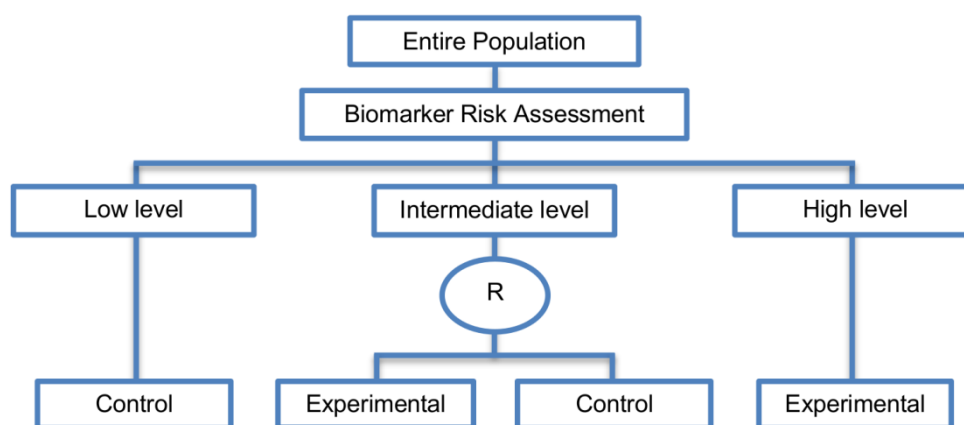 Entire Population
Biomarker Risk Assessment
Low level
Intermediate level
High level
R
Control
Experimental
Control
Experimental